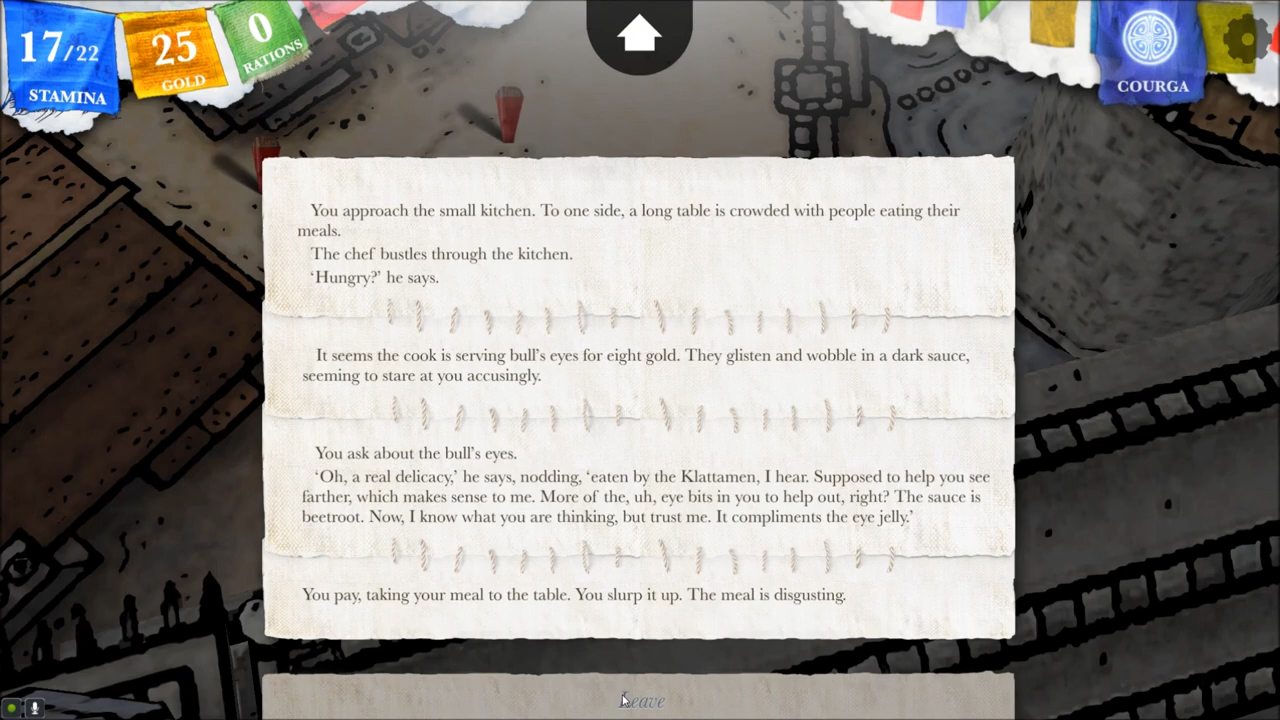 17/22
STAMINA
25
GOLD
0
RATIONS
COURGA
You approach the small kitchen. To one side, a long table is crowded with people eating their
meals.
The chef bustles through the kitchen.
‘Hungry?’ he says.
It seems the cook is serving bull’s eyes for eight gold. They glisten and wobble in a dark sauce,
seeming to stare at you accusingly.
You ask about the bull’s eyes.
‘Oh, a real delicacy,’ he says, nodding, ‘eaten by the Klattamen, I hear. Supposed to help you see
farther, which makes sense to me. More of the, uh, eye bits in you to help out, right? The sauce is
beetroot. Now, I know what you are thinking, but trust me. It compliments the eye jelly.’
You pay, taking your meal to the table. You slurp it up. The meal is disgusting.
Leave